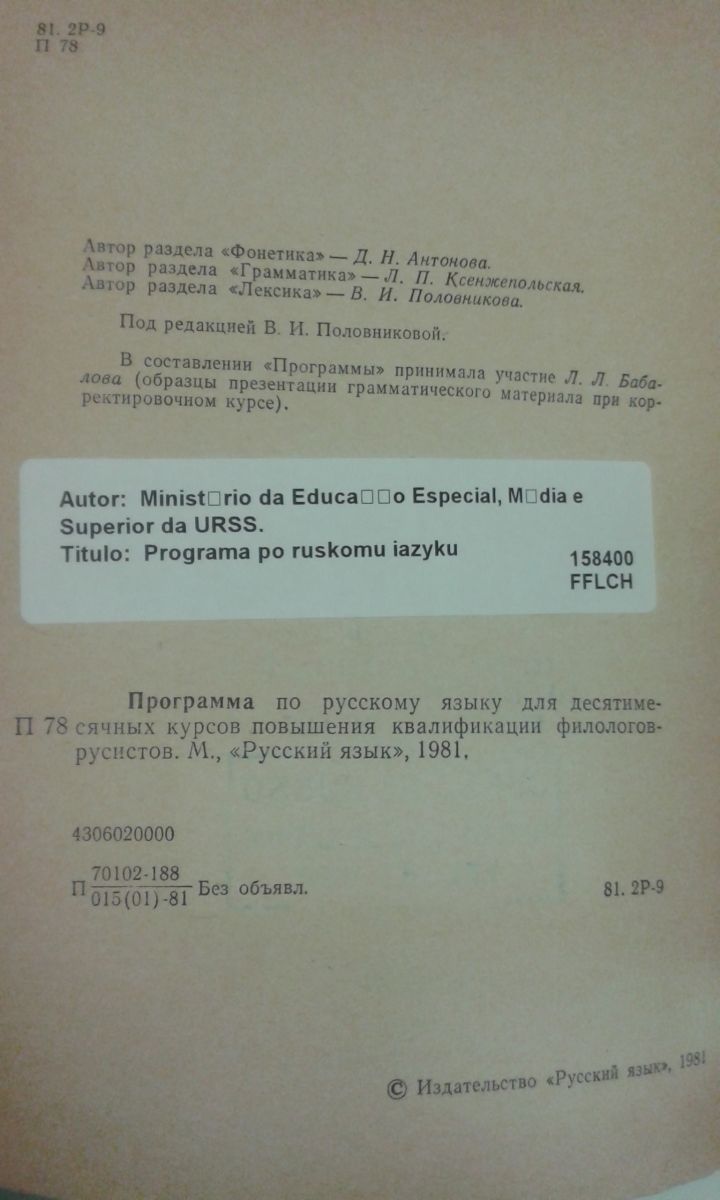 81. 2Р-9
П 78
Автор раздела «Фонетика» — Д. Н. Антонова.
Автор раздела «Грамматика» — Л. П. Ксенжепольская.
Автор раздела «Лексика» — В. И. Половникова.
Под редакцией В. И. Половниковой.
В составлении «Программы» принимала участие Л. Л. Баба-
лова (образцы презентации грамматического материала при кор-
ректировочном курсе).
Autor: Minist□rio da Educa□□o Especial, M□dia e
Superior da URSS.
Titulo: Programa po ruskomu iazyku
158400
FFLCH
Программа по русскому языку для десятиме-
П 78 сячных курсов повышения квалификации филологов-
русистов. М., «Русский язык», 1981.
4306020000
П 70102-188
015(01)-81 Без объявл.
81. 2Р-9
© Издательство «Русский язык», 1981